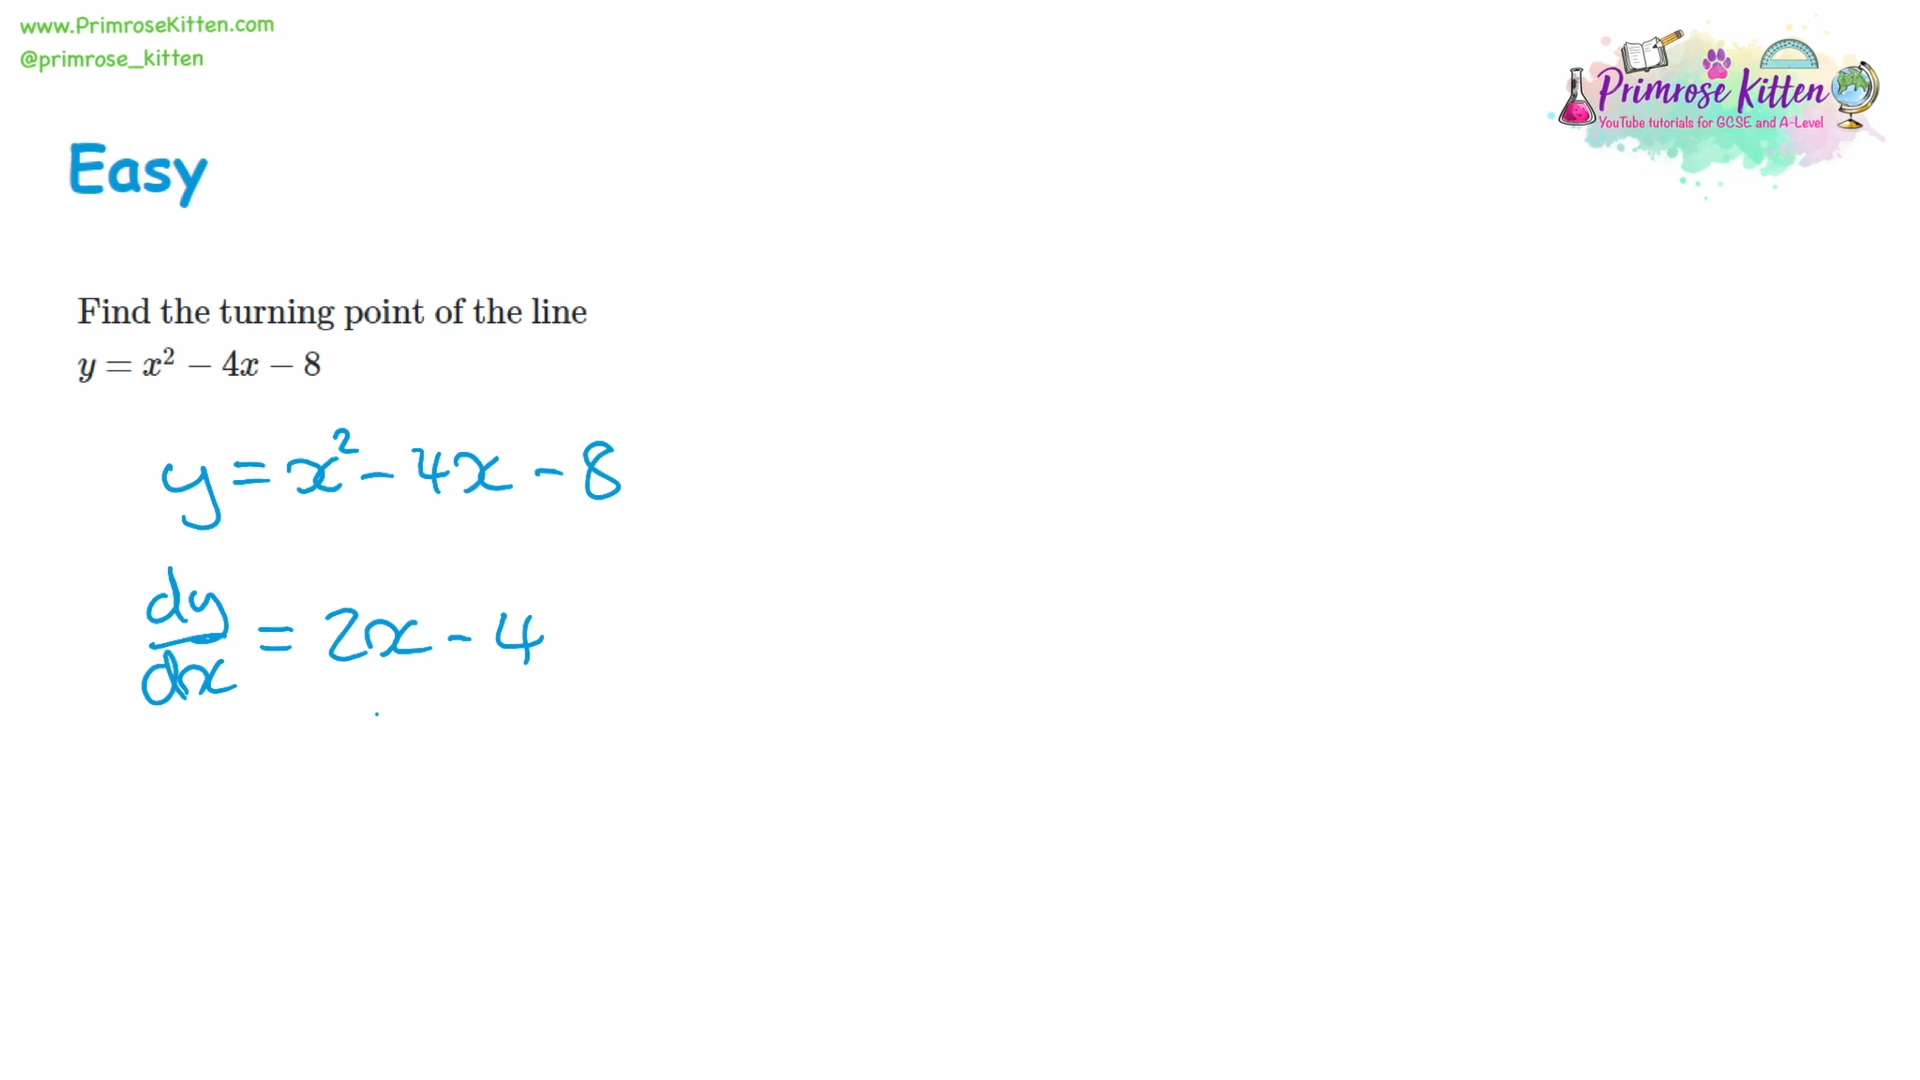 www.PrimroseKitten.com
@primrose_kitten
Primrose Kitten
YouTube tutorials for GCSE and A-Level
Easy
Find the turning point of the line
y = x² − 4x − 8
y = x² - 4x - 8
dy/dx = 2x - 4